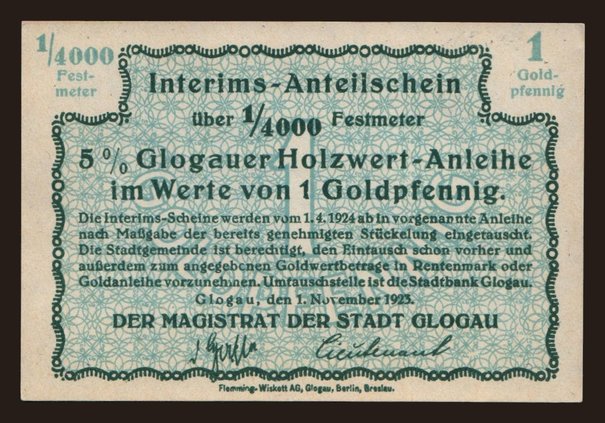 1/4000
Fest-
meter
1
Gold-
pfennig
Interims-Anteilschein
über 1/4000 Festmeter
5% Glogauer Holzwert-Anleihe
im Werte von 1 Goldpfennig.
Die Interims-Scheine werden vom 1. 4. 1924 ab in vorgenannte Anleihe
nach Maßgabe der bereits genehmigten Stückelung eingetauscht.
Die Stadtgemeinde ist berechtigt, den Eintausch schon vorher und
außerdem zum angegebenen Goldwertbetrage in Rentenmark oder
Goldanleihe vorzunehmen. Umtauschstelle ist die Stadtbank Glogau.
Glogau, den 1. November 1923.
DER MAGISTRAT DER STADT GLOGAU
Flemming-Wiskott AG, Glogau, Berlin, Breslau.